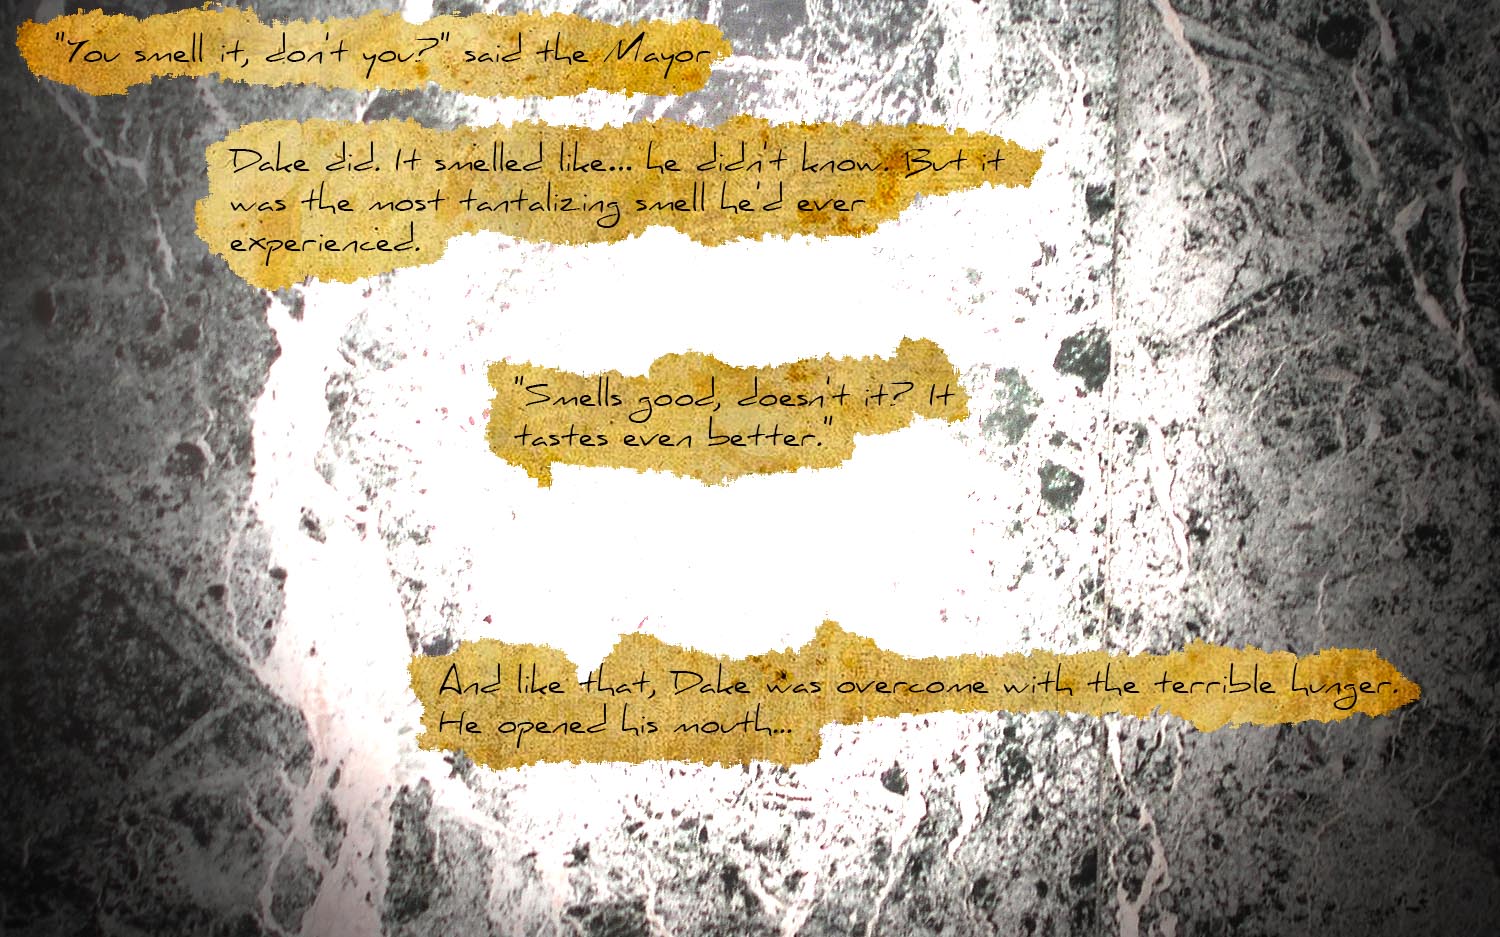 "You smell it, don't you?" said the Mayor
Dake did. It smelled like... he didn't know. But it
was the most tantalizing smell he'd ever
experienced.
"Smells good, doesn't it? It
tastes even better."
And like that, Dake was overcome with the terrible hunger.
He opened his mouth...